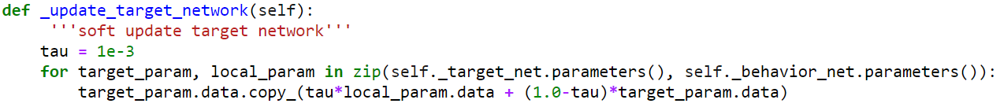 def _update_target_network(self):
     '''soft update target network'''
    tau = 1e-3
    for target_param, local_param in zip(self._target_net.parameters(), self._behavior_net.parameters()):
        target_param.data.copy_(tau*local_param.data + (1.0-tau)*target_param.data)